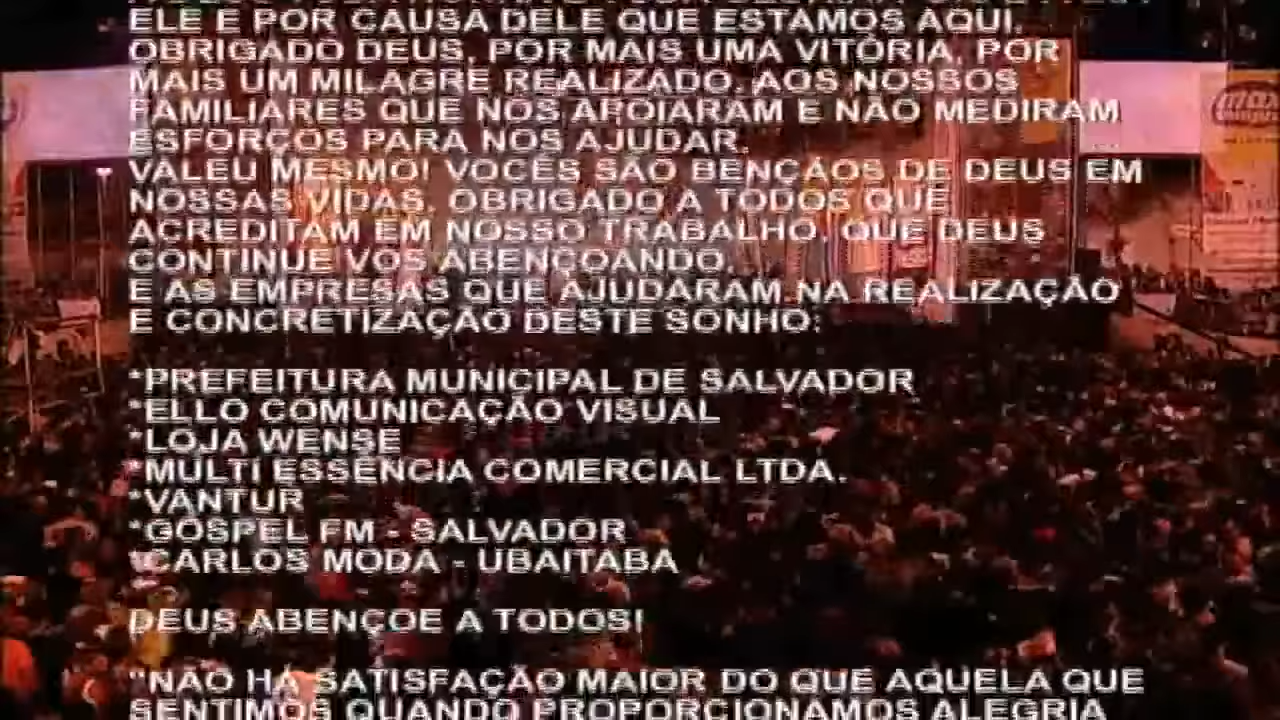 ELE E POR CAUSA DELE QUE ESTAMOS AQUI.
OBRIGADO DEUS, POR MAIS UMA VITÓRIA, POR
MAIS UM MILAGRE REALIZADO. AOS NOSSOS
FAMILIARES QUE NOS APOIARAM E NÃO MEDIRAM
ESFORÇOS PARA NOS AJUDAR.
VALEU MESMO! VOCÊS SÃO BENÇÃOS DE DEUS EM
NOSSAS VIDAS. OBRIGADO A TODOS QUE
ACREDITAM EM NOSSO TRABALHO, QUE DEUS
CONTINUE VOS ABENÇOANDO.
E AS EMPRESAS QUE AJUDARAM NA REALIZAÇÃO
E CONCRETIZAÇÃO DESTE SONHO:
*PREFEITURA MUNICIPAL DE SALVADOR
*ELLO COMUNICAÇÃO VISUAL
*LOJA WENSE
*MULTI ESSÊNCIA COMERCIAL LTDA.
*VANTUR
*GOSPEL FM - SALVADOR
*CARLOS MODA - UBAITABA
DEUS ABENÇOE A TODOS!
"NÃO HÁ SATISFAÇÃO MAIOR DO QUE AQUELA QUE
SENTIMOS QUANDO PROPORCIONAMOS ALEGRIA